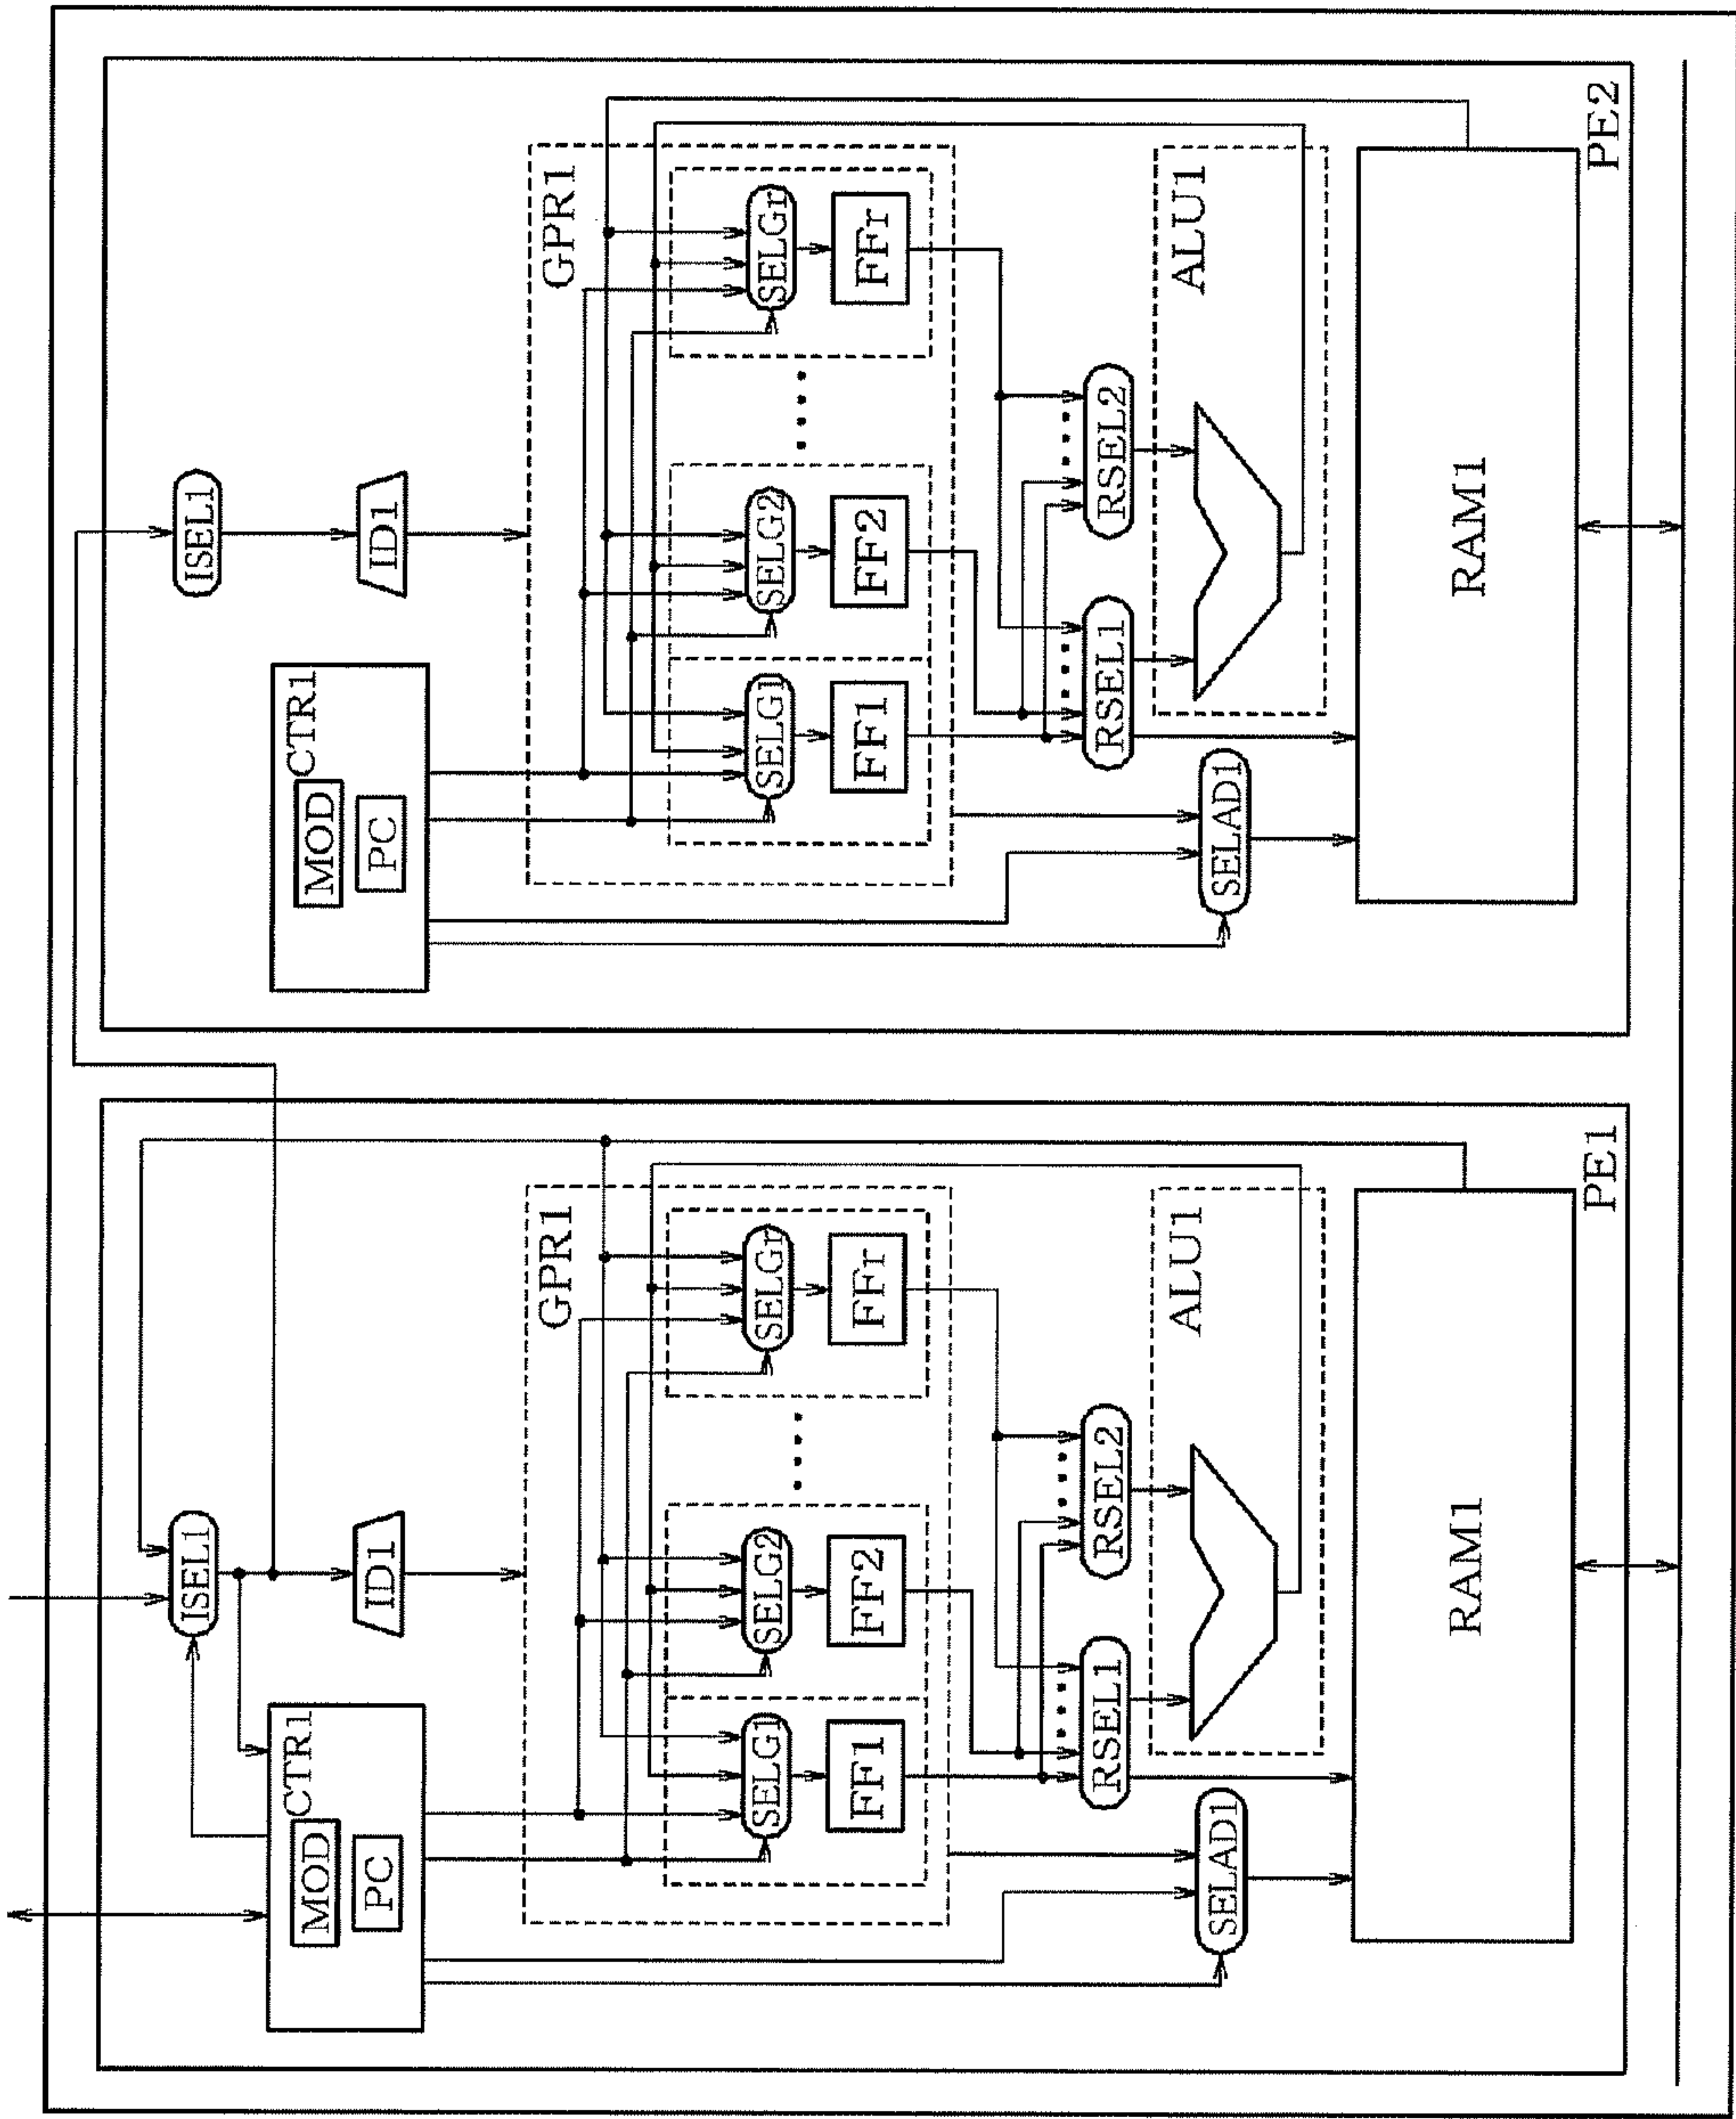 PE1
ISEL1
CTR1
MOD
PC
ID1
GPR1
SELG1
SELG2
SELGr
FF1
FF2
FFr
RSEL1
RSEL2
SELAD1
ALU1
RAM1
PE2
ISEL1
CTR1
MOD
PC
ID1
GPR1
SELG1
SELG2
SELGr
FF1
FF2
FFr
RSEL1
RSEL2
SELAD1
ALU1
RAM1